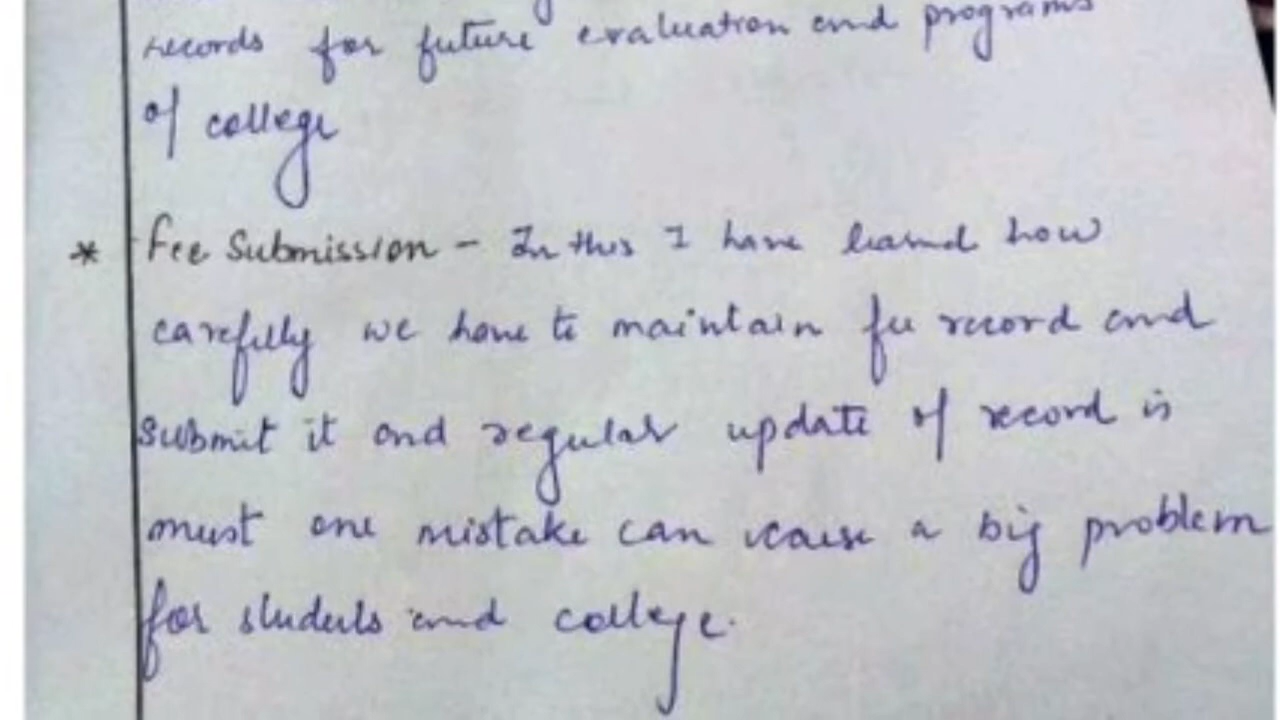 records for future evaluation and programs
of college
* Fee Submission - In this I have learnd how
carefully we have to maintain fee record and
submit it and regular update of record is
must one mistake can cause a big problem
for students and college.